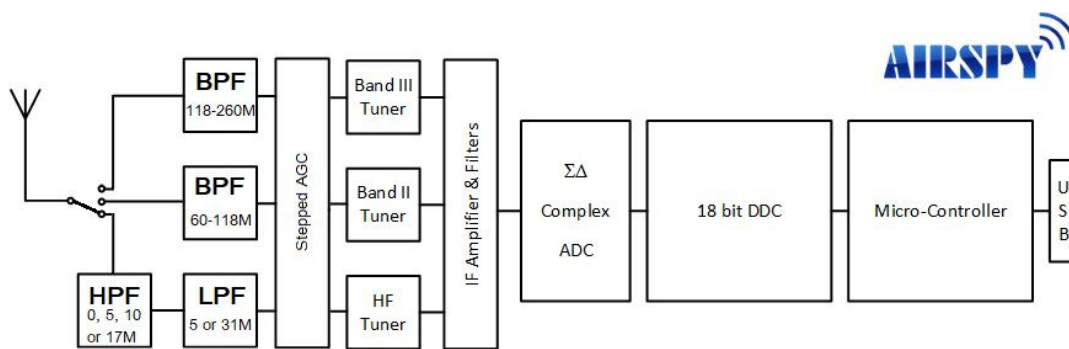 AIRSPY
BPF
118-260M
BPF
60-118M
HPF
0, 5, 10
or 17M
LPF
5 or 31M
Stepped AGC
Band III
Tuner
Band II
Tuner
HF
Tuner
IF Amplifier & Filters
ΣΔ
Complex
ADC
18 bit DDC
Micro-Controller
U
S
B